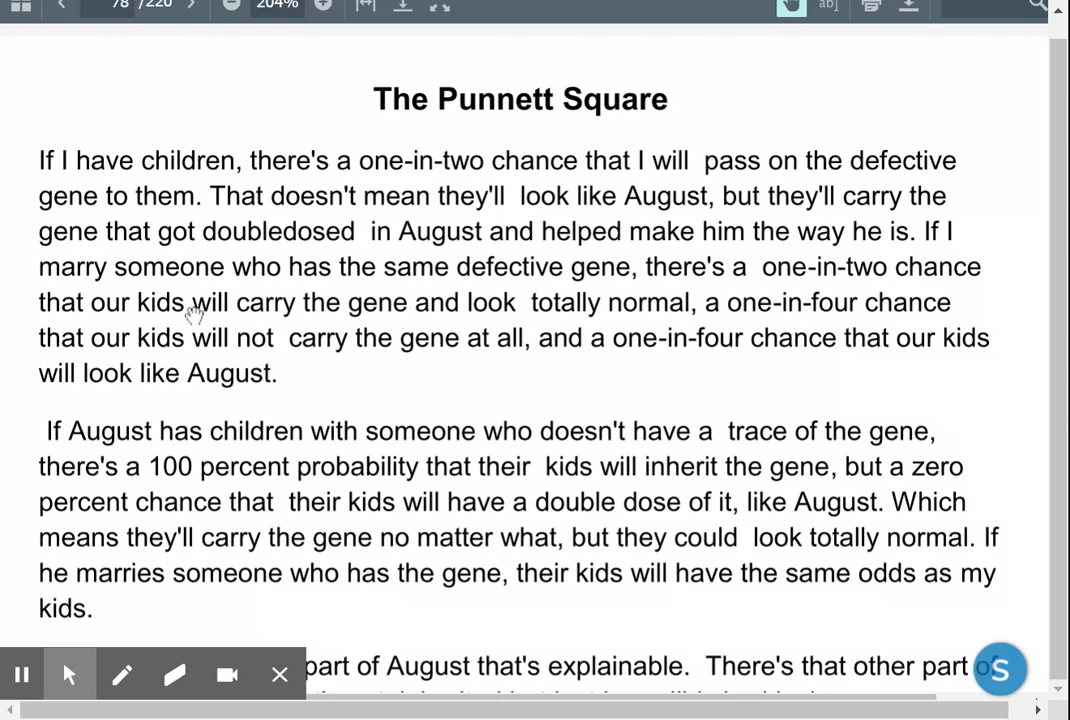 78 /220
204%
ab]
The Punnett Square
If I have children, there's a one-in-two chance that I will pass on the defective
gene to them. That doesn't mean they'll look like August, but they'll carry the
gene that got doubledosed in August and helped make him the way he is. If I
marry someone who has the same defective gene, there's a one-in-two chance
that our kids will carry the gene and look totally normal, a one-in-four chance
that our kids will not carry the gene at all, and a one-in-four chance that our kids
will look like August.
If August has children with someone who doesn't have a trace of the gene,
there's a 100 percent probability that their kids will inherit the gene, but a zero
percent chance that their kids will have a double dose of it, like August. Which
means they'll carry the gene no matter what, but they could look totally normal. If
he marries someone who has the gene, their kids will have the same odds as my
kids.
part of August that's explainable. There's that other part of
S